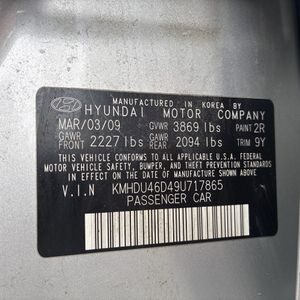 MANUFACTURED IN KOREA BY
HYUNDAI MOTOR COMPANY
MAR/03/09 GVWR 3869 lbs PAINT 2R
GAWR FRONT 2227 lbs GAWR REAR 2094 lbs TRIM 9Y
THIS VEHICLE CONFORMS TO ALL APPLICABLE FEDERAL
MOTOR VEHICLE SAFETY, BUMPER, AND THEFT PREVENTION
STANDARDS IN EFFECT ON THE DATE OF MANUFACTURE SHOWN ABOVE.
V.I.N KMHDU46D49U717865
PASSENGER CAR